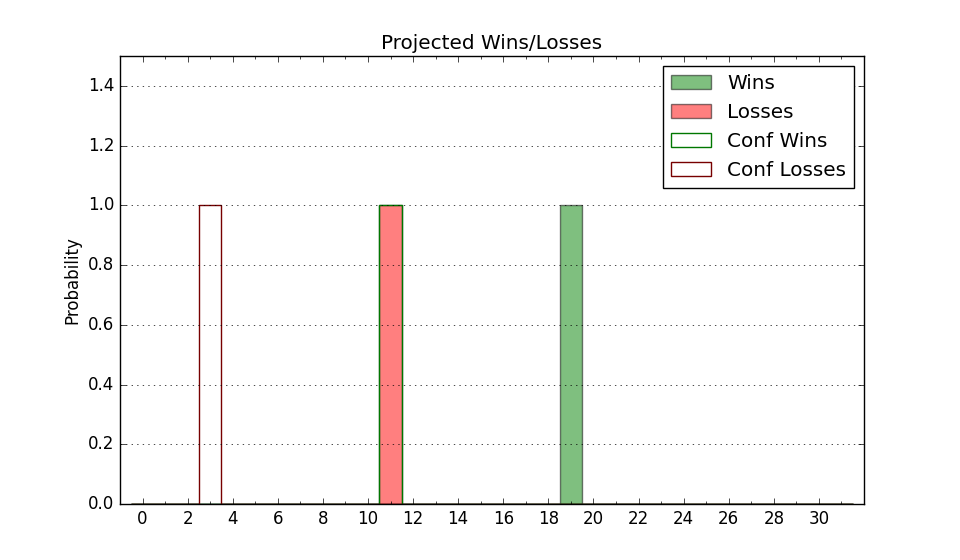 Projected Wins/Losses
Wins
Losses
Conf Wins
Conf Losses
Probability
1.4
1.2
1.0
0.8
0.6
0.4
0.2
0.0
0 2 4 6 8 10 12 14 16 18 20 22 24 26 28 30